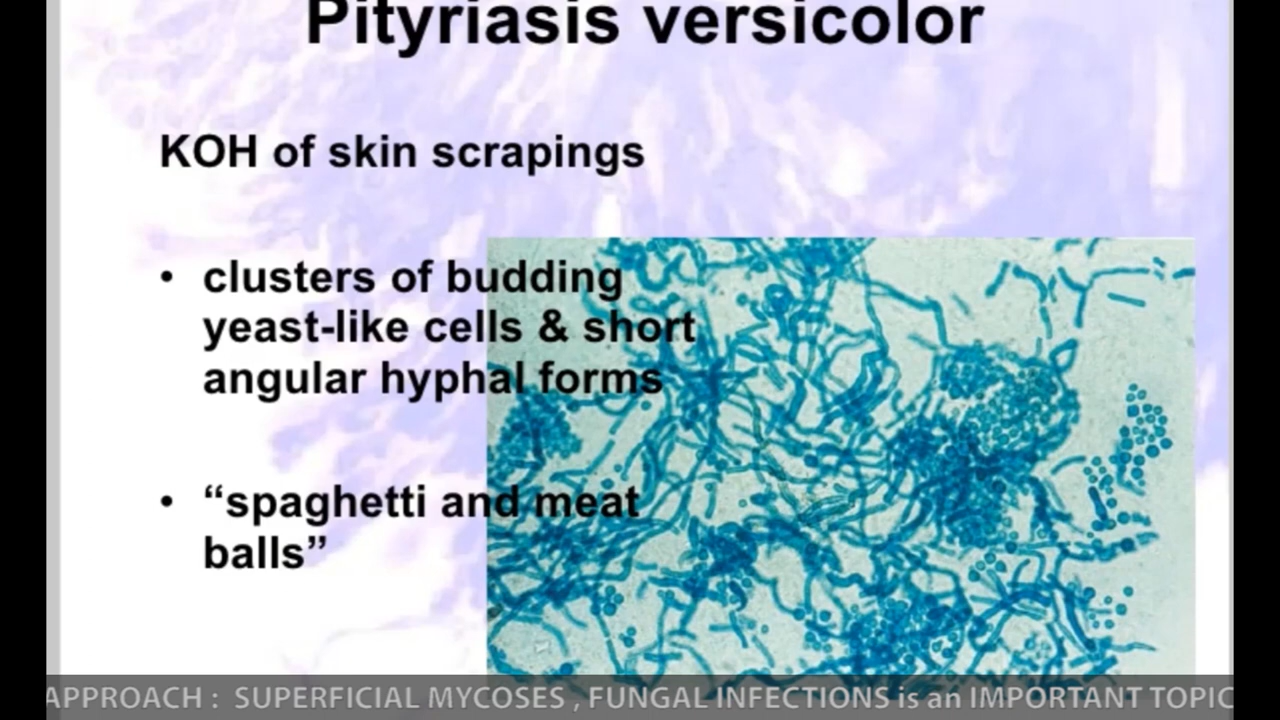 Pityriasis versicolor
KOH of skin scrapings
• clusters of budding
yeast-like cells & short
angular hyphal forms
• “spaghetti and meat
balls”
APPROACH : SUPERFICIAL MYCOSES , FUNGAL INFECTIONS is an IMPORTANT TOPIC